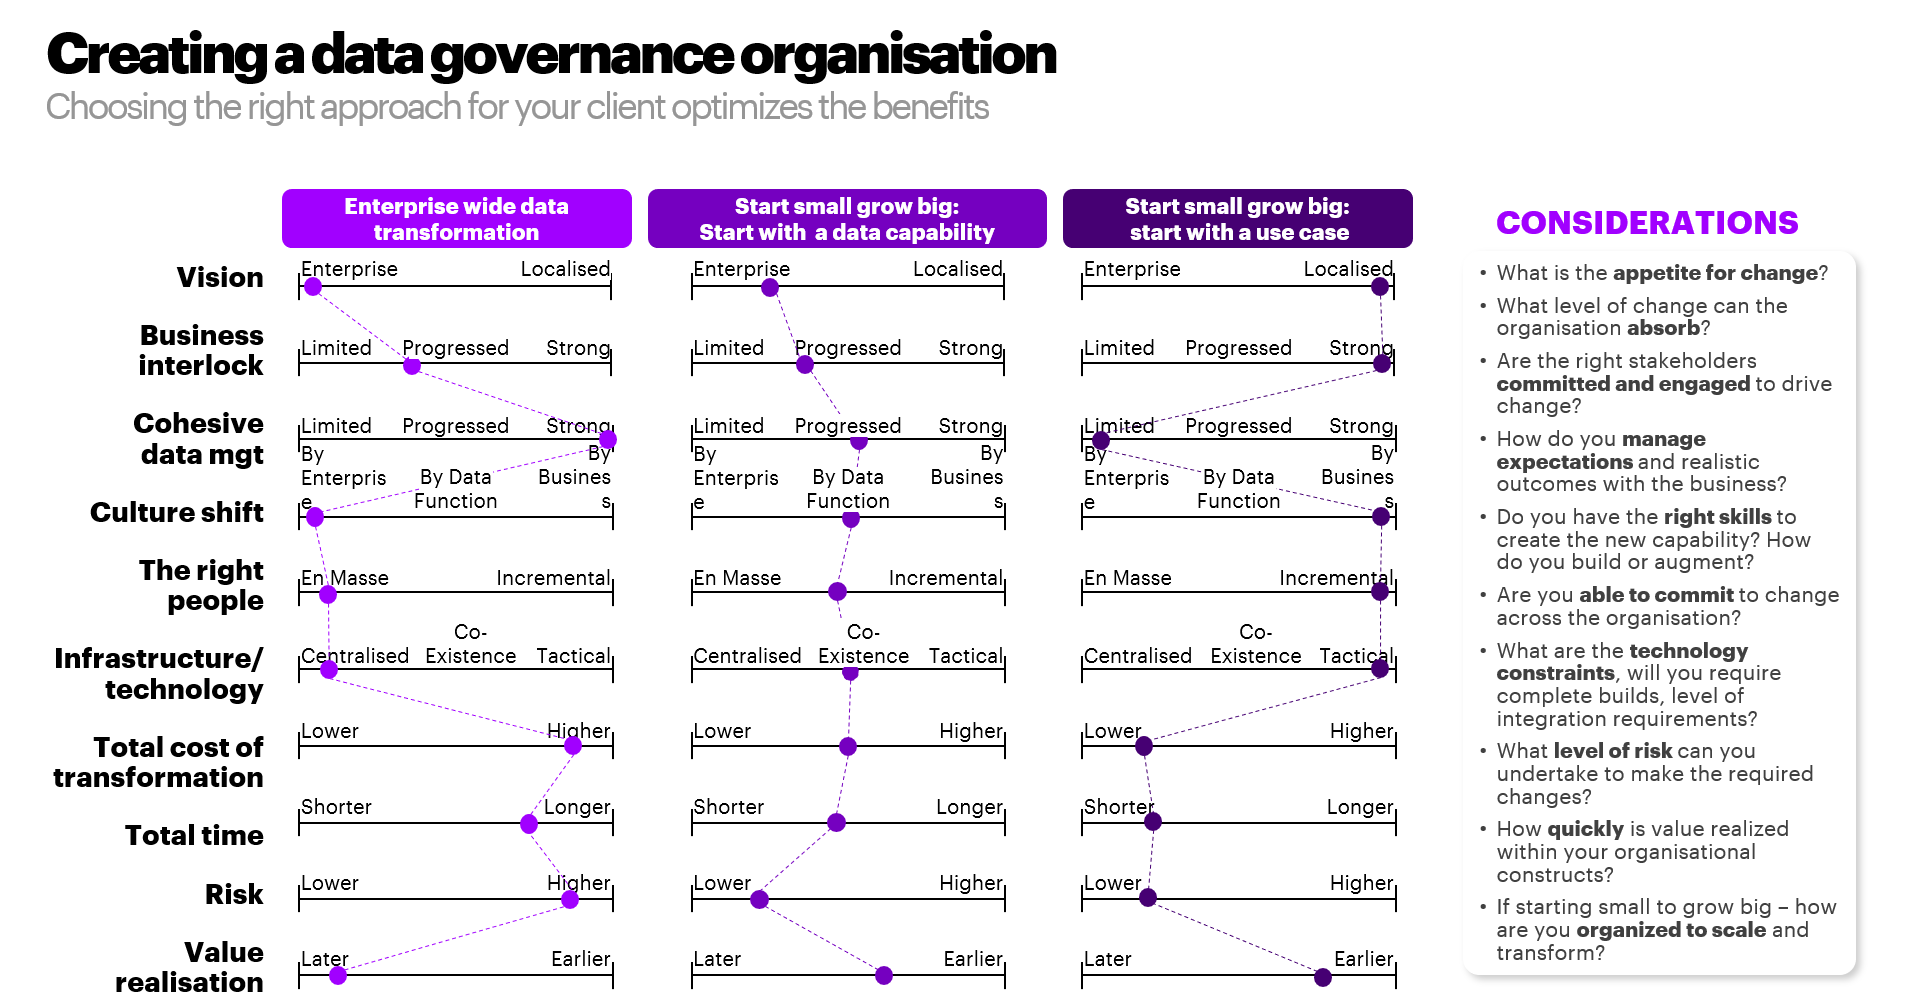 Creating a data governance organisation
Choosing the right approach for your client optimizes the benefits
Enterprise wide data
transformation
Start small grow big:
Start with a data capability
Start small grow big:
start with a use case
Vision
Enterprise Localised
Enterprise Localised
Enterprise Localised
Business
interlock
Limited Progressed Strong
Limited Progressed Strong
Limited Progressed Strong
Cohesive
data mgt
Limited Progressed Strong
Limited Progressed Strong
Limited Progressed Strong
Culture shift
By
Enterpris
e
By Data
Function
By
Busines
s
By
Enterpris
e
By Data
Function
By
Busines
s
By
Enterpris
e
By Data
Function
By
Busines
s
The right
people
En Masse Incremental
En Masse Incremental
En Masse Incremental
Infrastructure/
technology
Centralised
Co-
Existence
Tactical
Centralised
Co-
Existence
Tactical
Centralised
Co-
Existence
Tactical
Total cost of
transformation
Lower Higher
Lower Higher
Lower Higher
Total time
Shorter Longer
Shorter Longer
Shorter Longer
Risk
Lower Higher
Lower Higher
Lower Higher
Value
realisation
Later Earlier
Later Earlier
Later Earlier
CONSIDERATIONS
• What is the appetite for change?
• What level of change can the
organisation absorb?
• Are the right stakeholders
committed and engaged to drive
change?
• How do you manage
expectations and realistic
outcomes with the business?
• Do you have the right skills to
create the new capability? How
do you build or augment?
• Are you able to commit to change
across the organisation?
• What are the technology
constraints, will you require
complete builds, level of
integration requirements?
• What level of risk can you
undertake to make the required
changes?
• How quickly is value realized
within your organisational
constructs?
• If starting small to grow big – how
are you organized to scale and
transform?